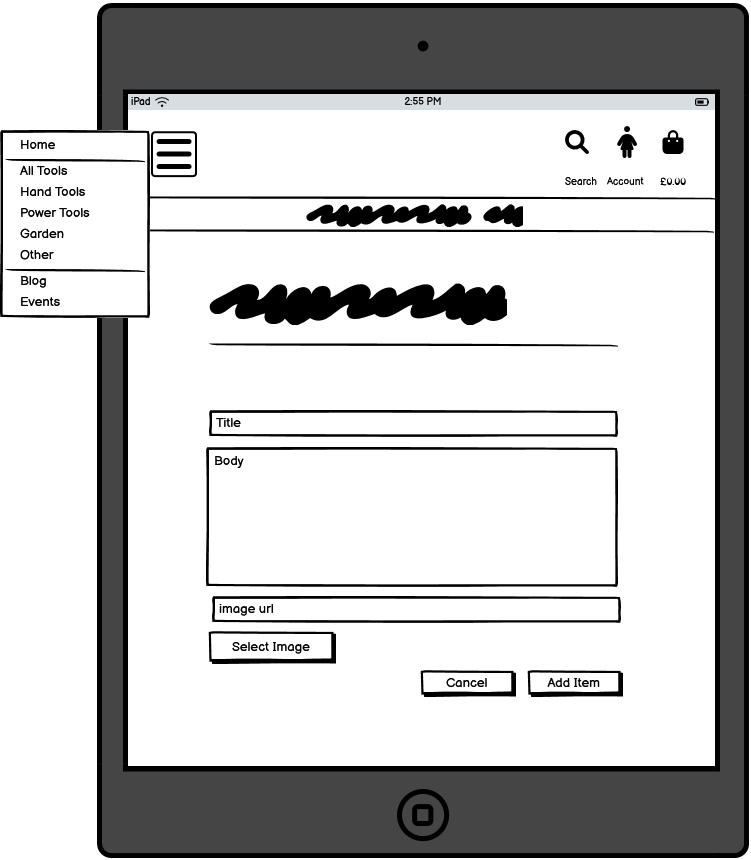 iPad 2:55 PM
Home
All Tools
Hand Tools
Power Tools
Garden
Other
Blog
Events
Search Account £0.00
Title
Body
image url
Select Image
Cancel Add Item